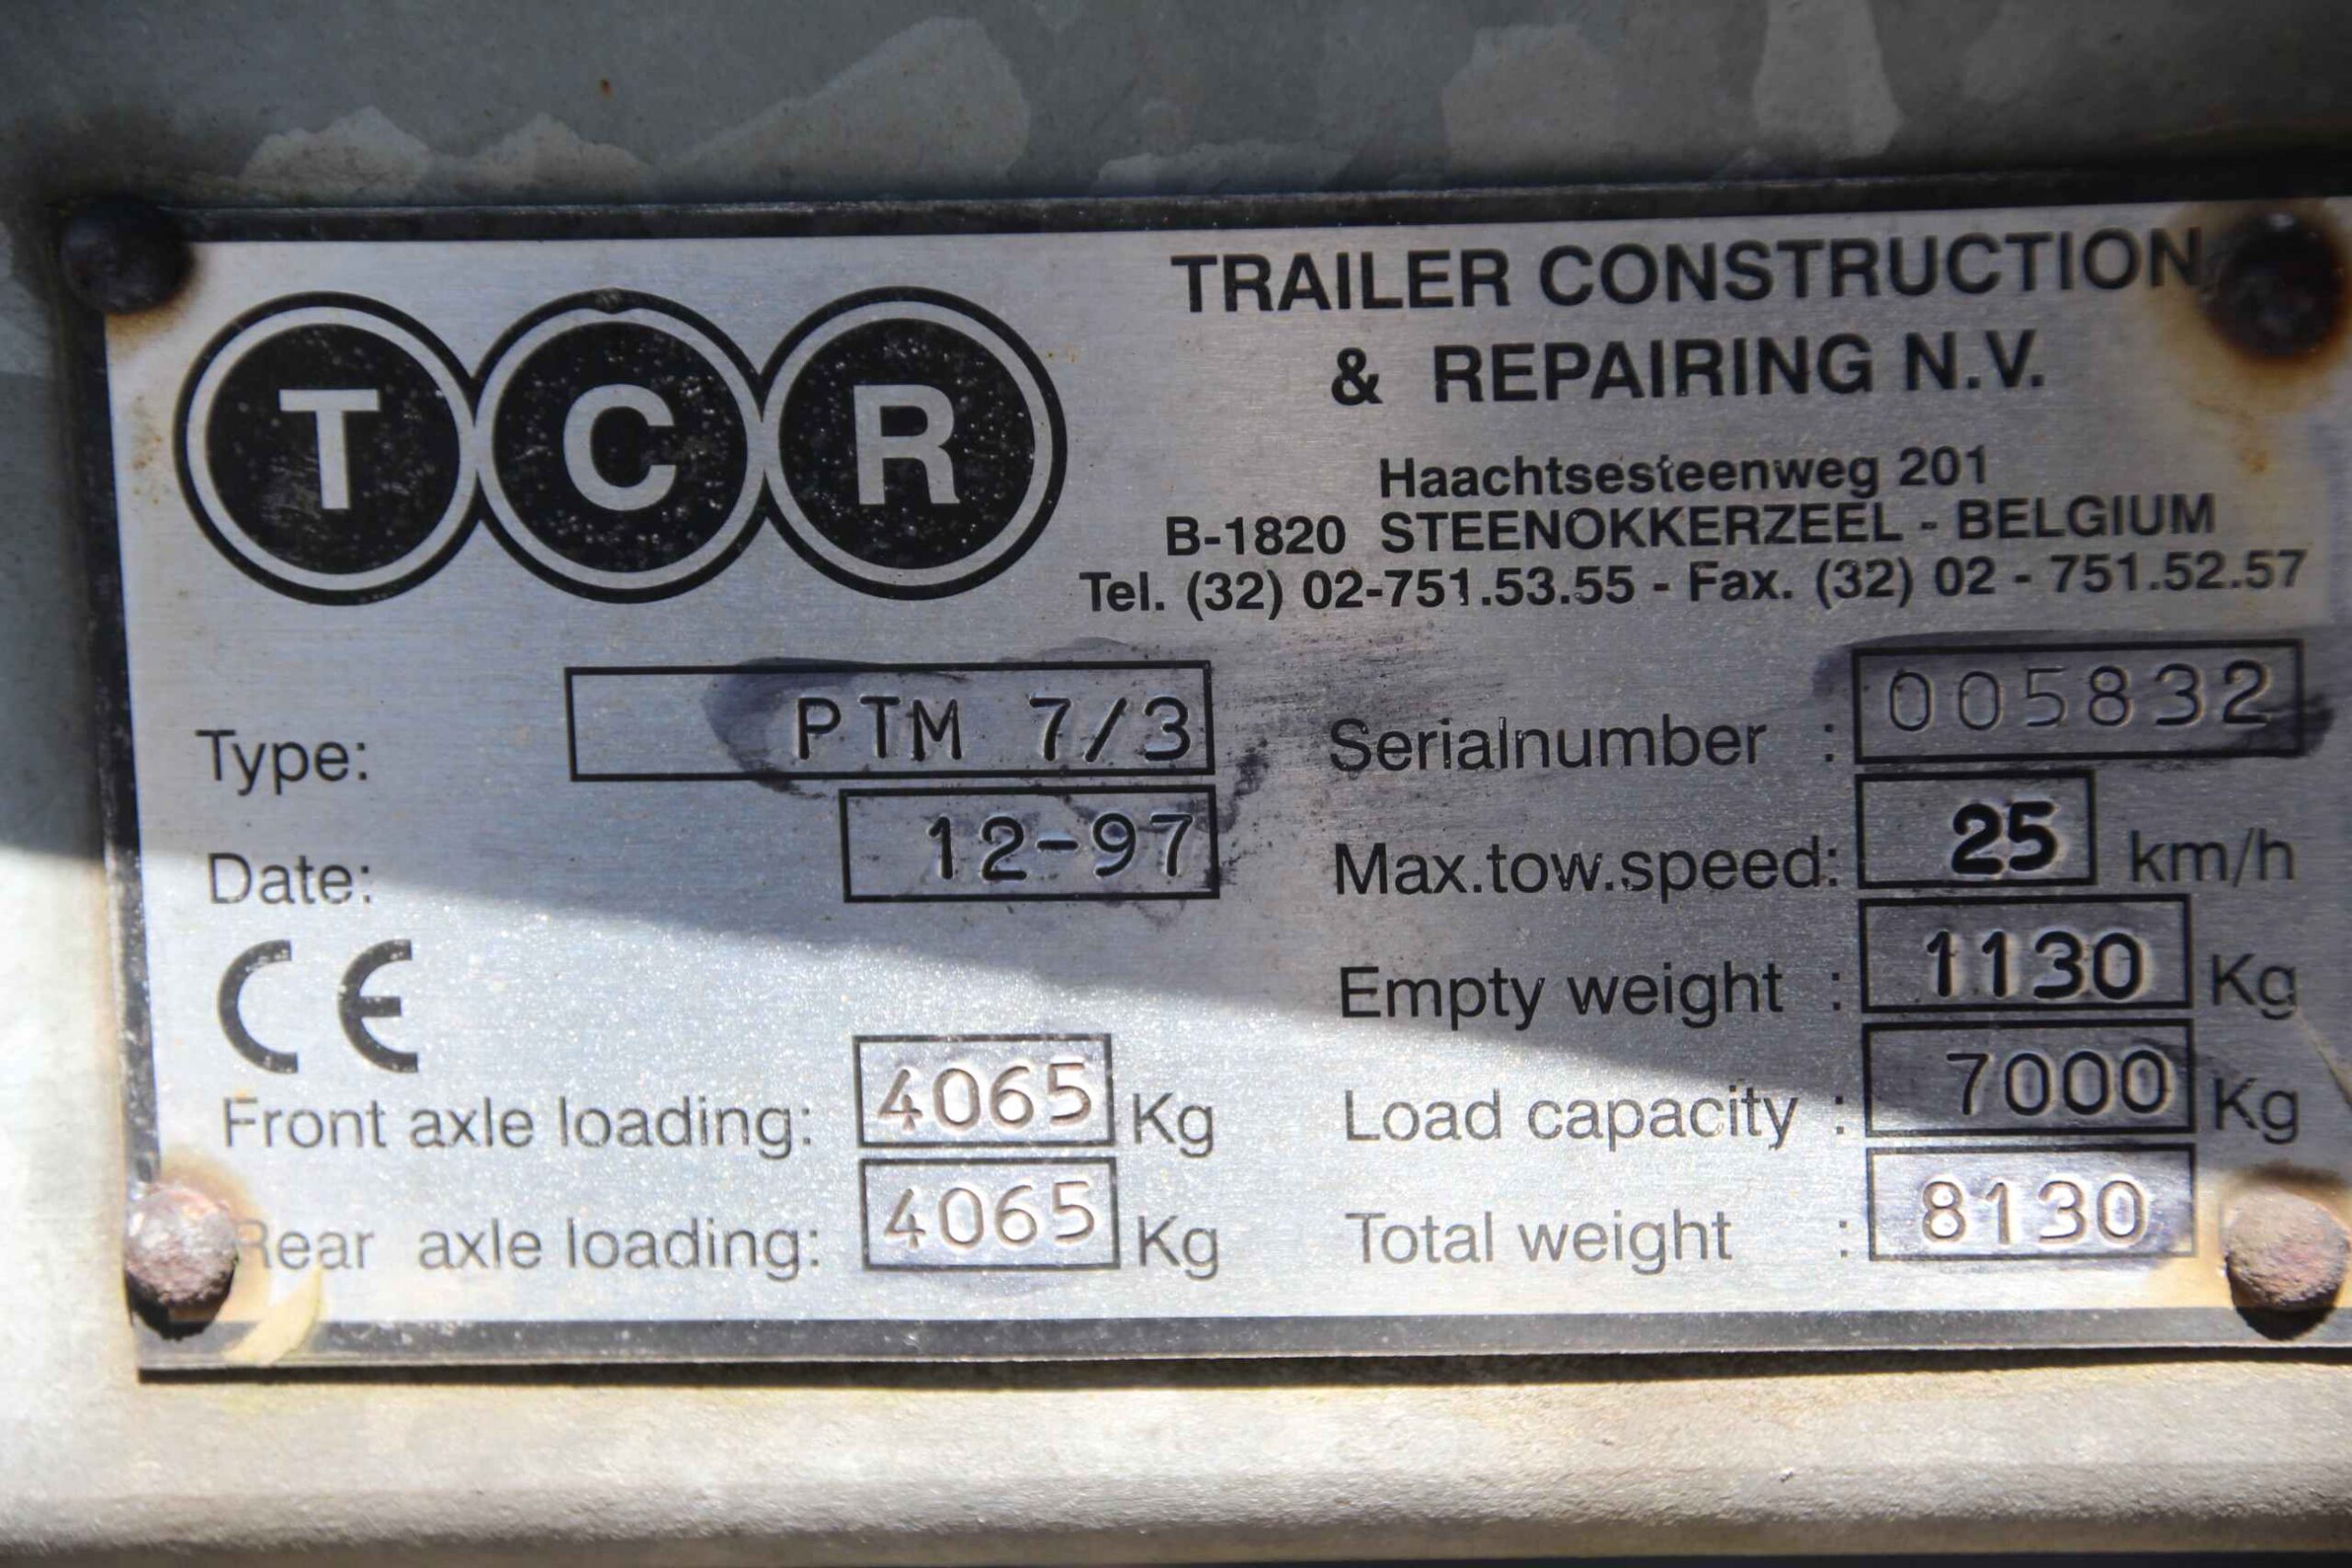 TCR
TRAILER CONSTRUCTION
& REPAIRING N.V.
Haachtsesteenweg 201
B-1820 STEENOKKERZEEL - BELGIUM
Tel. (32) 02-751.53.55 - Fax. (32) 02 - 751.52.57
Type: PTM 7/3
Date: 12-97
CE
Front axle loading: 4065 Kg
Rear axle loading: 4065 Kg
Serialnumber : 005832
Max.tow.speed: 25 km/h
Empty weight : 1130 Kg
Load capacity : 7000 Kg
Total weight : 8130